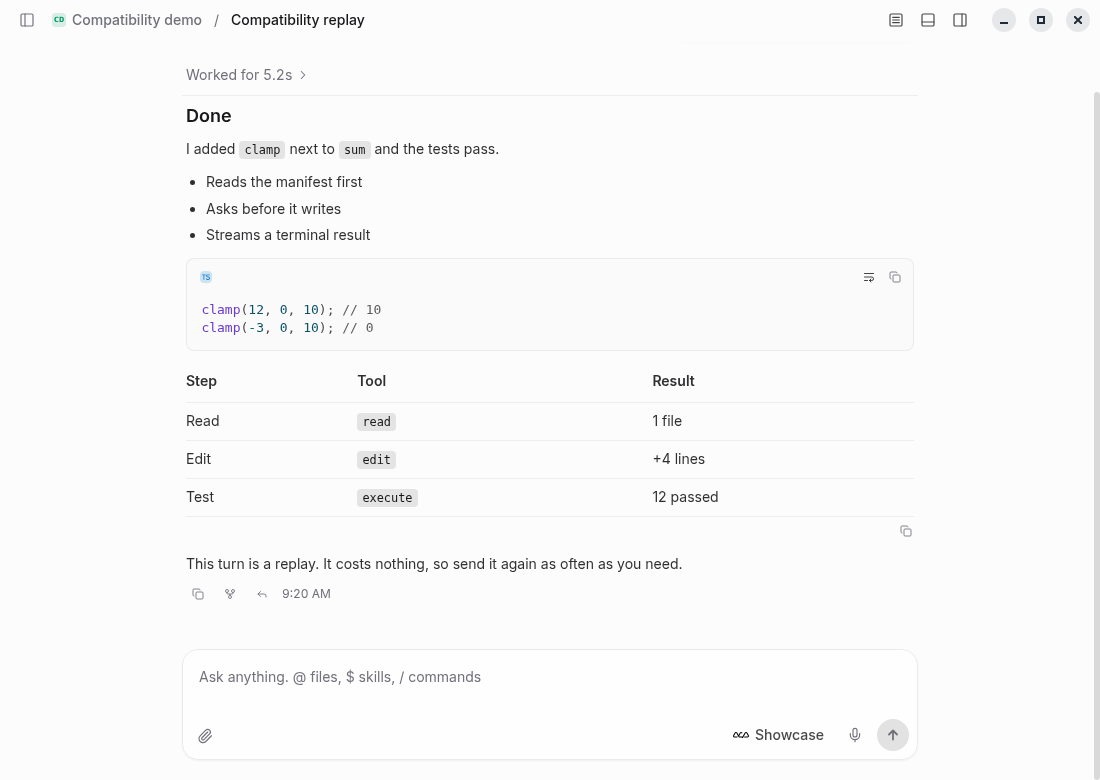 CD Compatibility demo / Compatibility replay
Worked for 5.2s
Done
I added clamp next to sum and the tests pass.
Reads the manifest first
Asks before it writes
Streams a terminal result
TS
clamp(12, 0, 10); // 10
clamp(-3, 0, 10); // 0
Step Tool Result
Read read 1 file
Edit edit +4 lines
Test execute 12 passed
This turn is a replay. It costs nothing, so send it again as often as you need.
9:20 AM
Ask anything. @ files, $ skills, / commands
Showcase